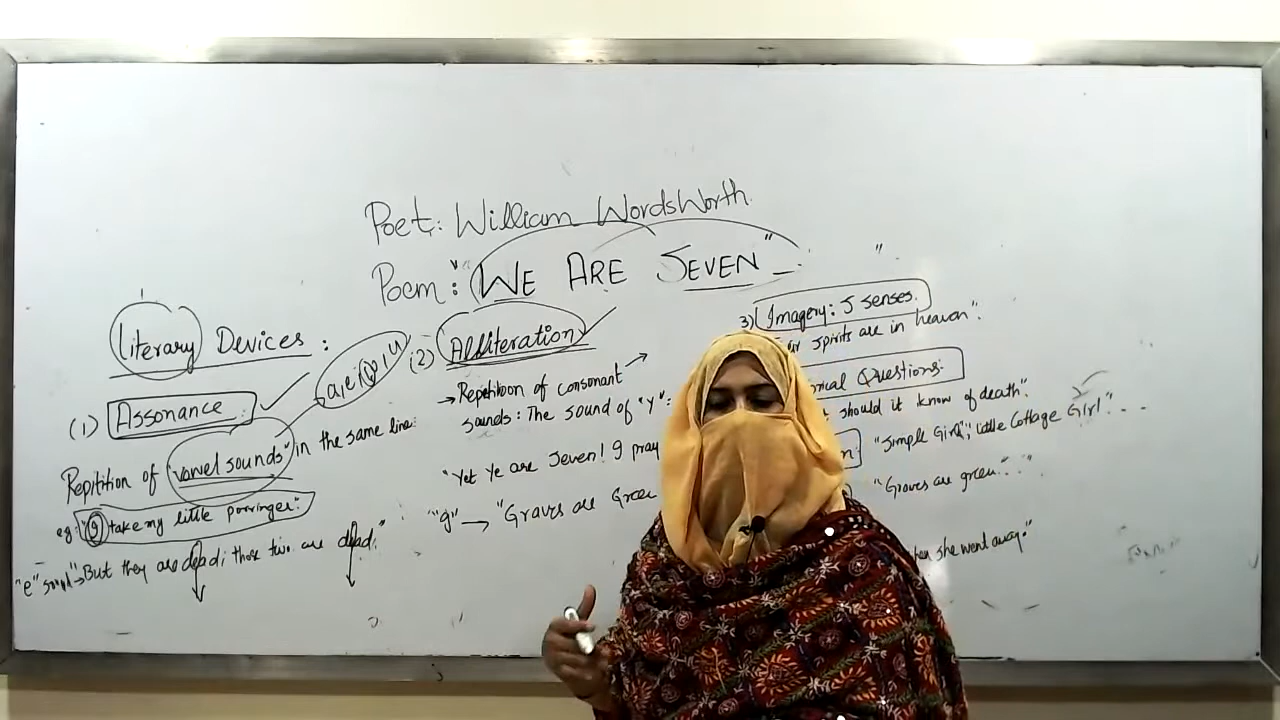 Poet: William WordsWorth.
Poem: "WE ARE SEVEN"
Literary Devices:
(1) Assonance
a, e, i, o, u
Repitition of "vowel sounds" in the same line:
eg: "I take my little porringer".
"e" sound → But they are dead; those two are dead."
(2) Alliteration
→ Repetition of consonant
sounds: The sound of "Y":
"Yet Ye are Seven! I pray
"g" → "Graves are Green
3) Imagery: 5 senses.
spirits are in heaven".
Questions:
should it know of death".
"Simple Girl"; little Cottage Girl"...
"Graves are green..".
she went away."